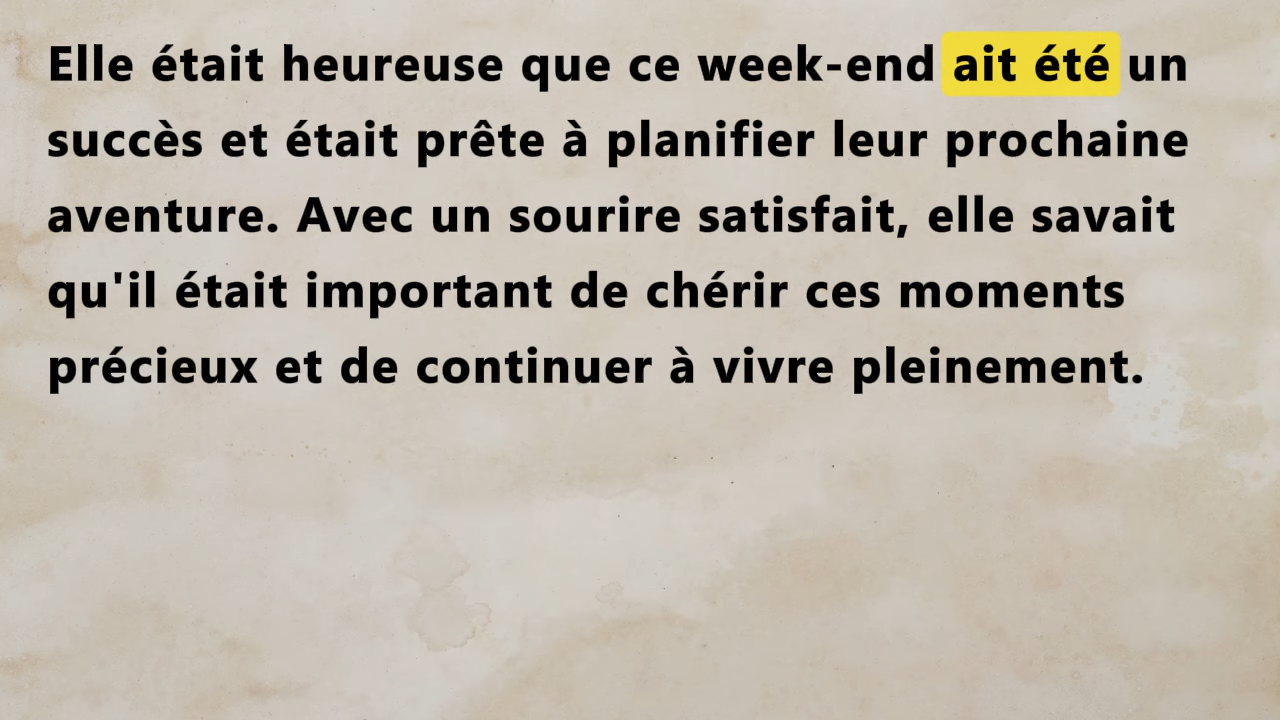 Elle était heureuse que ce week-end ait été un
succès et était prête à planifier leur prochaine
aventure. Avec un sourire satisfait, elle savait
qu'il était important de chérir ces moments
précieux et de continuer à vivre pleinement.